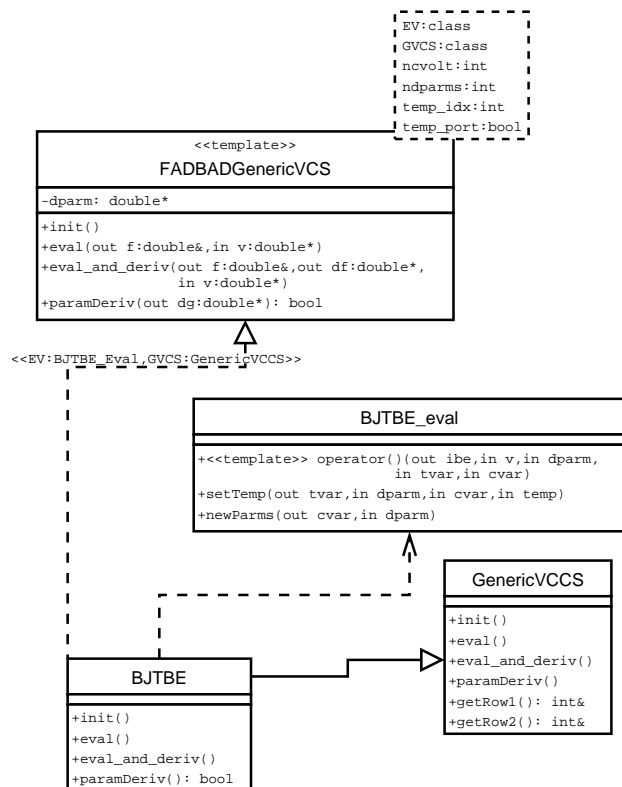 EV:class
GVCS:class
ncvolt:int
ndparms:int
temp_idx:int
temp_port:bool
<<template>>
FADBADGenericVCS
-dparm: double*
+init()
+eval(out f:double&,in v:double*)
+eval_and_deriv(out f:double&,out df:double*,
in v:double*)
+paramDeriv(out dg:double*): bool
<<EV:BJTBE_Eval,GVCS:GenericVCCS>>
BJTBE_eval
+<<template>> operator()(out ibe,in v,in dparm,
in tvar,in cvar)
+setTemp(out tvar,in dparm,in cvar,in temp)
+newParms(out cvar,in dparm)
GenericVCCS
+init()
+eval()
+eval_and_deriv()
+paramDeriv()
+getRow1(): int&
+getRow2(): int&
BJTBE
+init()
+eval()
+eval_and_deriv()
+paramDeriv(): bool